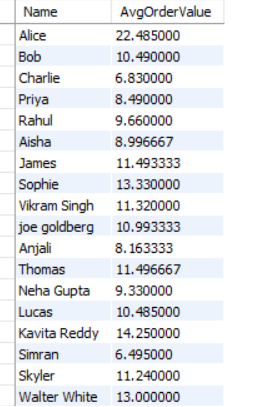 Name AvgOrderValue
Alice 22.485000
Bob 10.490000
Charlie 6.830000
Priya 8.490000
Rahul 9.660000
Aisha 8.996667
James 11.493333
Sophie 13.330000
Vikram Singh 11.320000
joe goldberg 10.993333
Anjali 8.163333
Thomas 11.496667
Neha Gupta 9.330000
Lucas 10.485000
Kavita Reddy 14.250000
Simran 6.495000
Skyler 11.240000
Walter White 13.000000